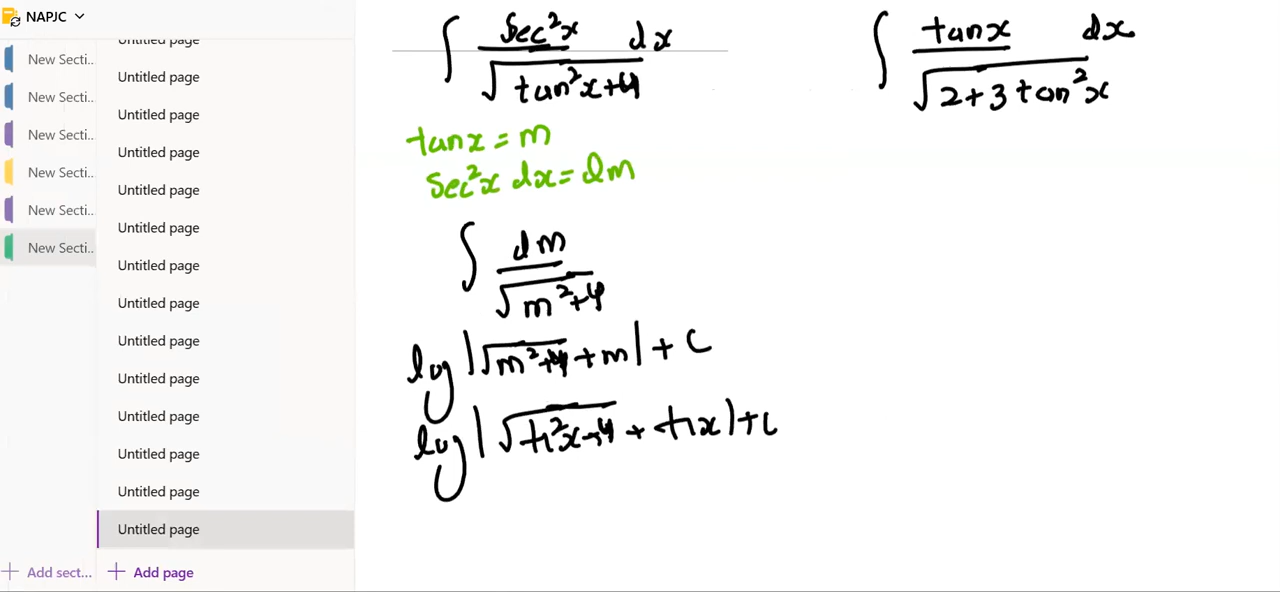 NAPJC
New Secti..
New Secti..
New Secti..
New Secti..
New Secti..
New Secti..
Add sect...
Untitled page
Untitled page
Untitled page
Untitled page
Untitled page
Untitled page
Untitled page
Untitled page
Untitled page
Untitled page
Untitled page
Untitled page
Untitled page
Untitled page
Add page
∫ sec²x dx / √(tan²x+4)
tanx = m
sec²x dx = dm
∫ dm / √(m²+4)
log |√(m²+4) + m| + c
log |√(tn²x+4) + tnx| + c
∫ tanx dx / √(2+3tan²x)